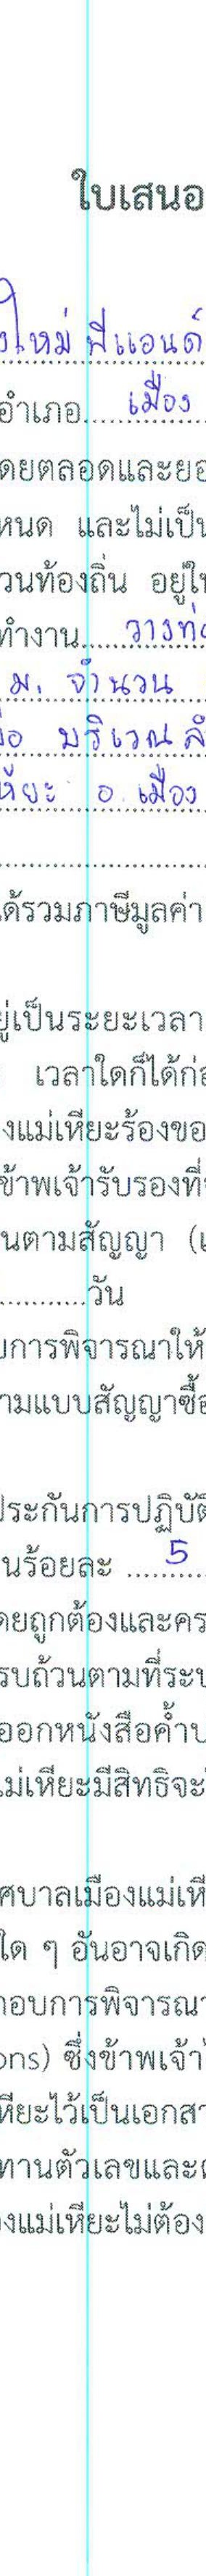 ใบเสนอ
งใหม่ พีแอนด์
อำเภอ.... เมือง
ดยตลอดและยอ
หนด และไม่เป็น
วนท้องถิ่น อยู่ใ
ทำงาน.... วางท่อ
ม. จำนวน
ื่อ บริเวณลำ
หียะ อ. เมือง
ด้รวมภาษีมูลค่า
ยู่เป็นระยะเวลา
เวลาใดก็ได้ก่อ
งแม่เหียะร้องขอ
ข้าพเจ้ารับรองที่
นตามสัญญา (เ
...............วัน
บการพิจารณาให้
ามแบบสัญญาซื้อ
ประกันการปฏิบัติ
นร้อยละ ...... 5
ดยถูกต้องและคร
รบถ้วนตามที่ระบ
ออกหนังสือค้ำป
ม่เหียะมีสิทธิจะ
ศบาลเมืองแม่เหี
ใด ๆ อันอาจเกิด
กอบการพิจารณา
ons) ซึ่งข้าพเจ้าไ
หียะไว้เป็นเอกสา
ทานตัวเลขและต
งแม่เหียะไม่ต้อง